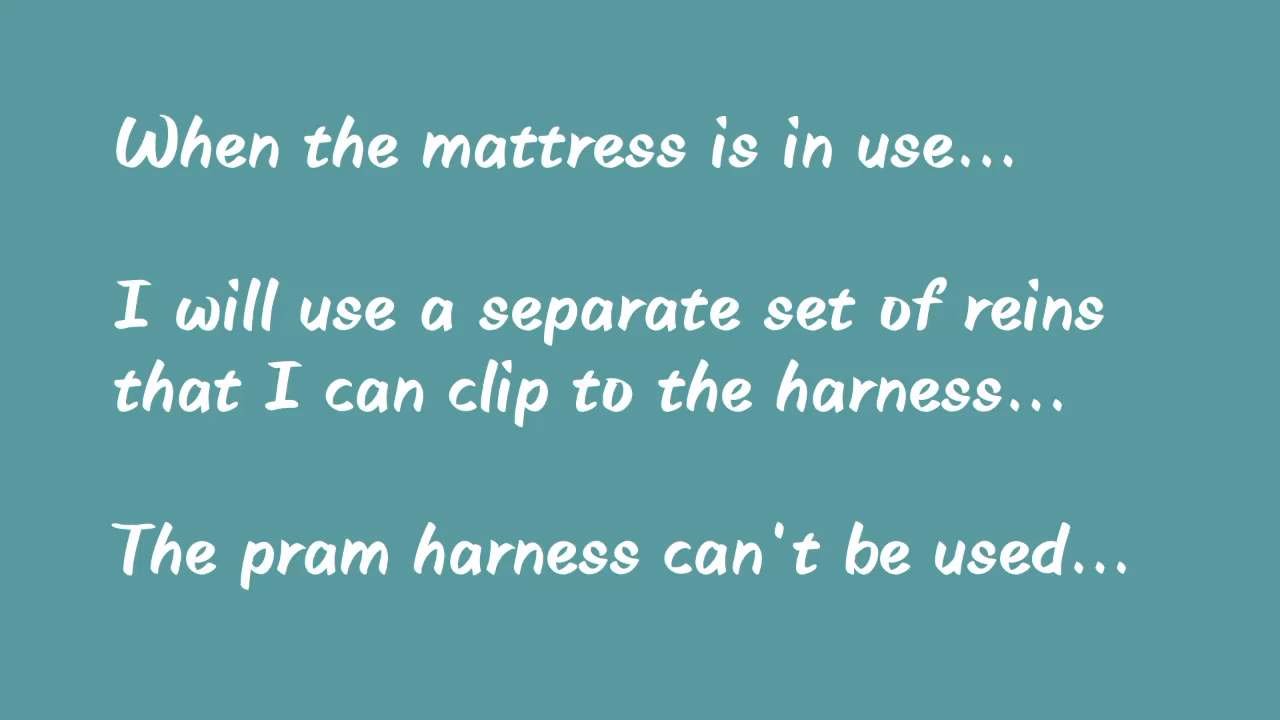 When the mattress is in use...
I will use a separate set of reins
that I can clip to the harness...
The pram harness can't be used...